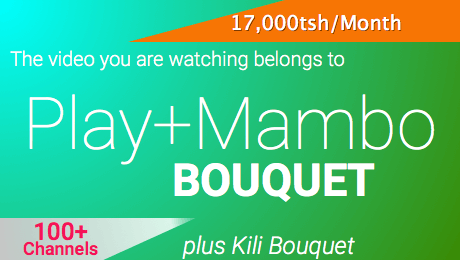 17,000tsh/Month
The video you are watching belongs to
Play+Mambo
BOUQUET
100+
Channels
plus Kili Bouquet